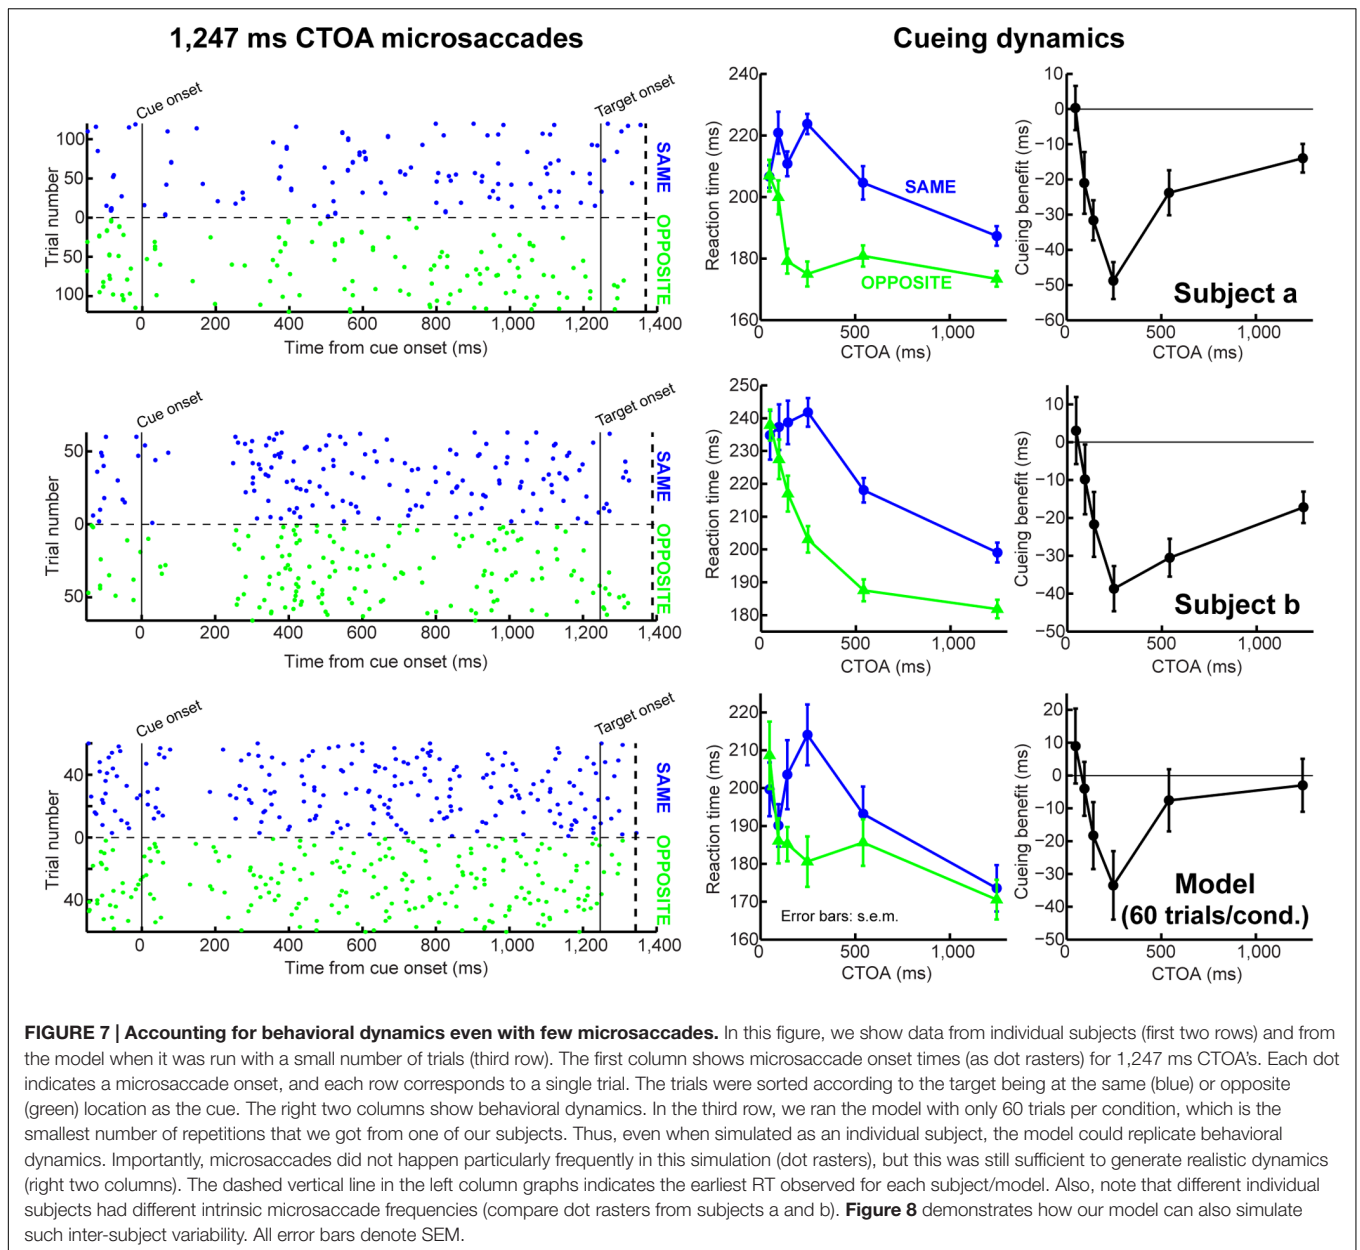 1,247 ms CTOA microsaccades
Cueing dynamics
Cue onset
Target onset
100
50
0
50
100
Trial number
SAME
OPPOSITE
0 200 400 600 800 1,000 1,200 1,400
Time from cue onset (ms)
240
220
200
180
160
Reaction time (ms)
SAME
OPPOSITE
0 500 1,000
CTOA (ms)
10
0
−10
−20
−30
−40
−50
−60
Cueing benefit (ms)
Subject a
0 500 1,000
CTOA (ms)
Cue onset
Target onset
50
0
50
Trial number
SAME
OPPOSITE
0 200 400 600 800 1,000 1,200 1,400
Time from cue onset (ms)
250
240
230
220
210
200
190
180
Reaction time (ms)
0 500 1,000
CTOA (ms)
10
0
−10
−20
−30
−40
−50
Cueing benefit (ms)
Subject b
0 500 1,000
CTOA (ms)
Cue onset
Target onset
40
0
40
Trial number
SAME
OPPOSITE
0 200 400 600 800 1,000 1,200 1,400
Time from cue onset (ms)
220
210
200
190
180
170
160
Reaction time (ms)
Error bars: s.e.m.
0 500 1,000
CTOA (ms)
20
10
0
−10
−20
−30
−40
−50
Cueing benefit (ms)
Model
(60 trials/cond.)
0 500 1,000
CTOA (ms)
FIGURE 7 | Accounting for behavioral dynamics even with few microsaccades. In this figure, we show data from individual subjects (first two rows) and from
the model when it was run with a small number of trials (third row). The first column shows microsaccade onset times (as dot rasters) for 1,247 ms CTOA's. Each dot
indicates a microsaccade onset, and each row corresponds to a single trial. The trials were sorted according to the target being at the same (blue) or opposite
(green) location as the cue. The right two columns show behavioral dynamics. In the third row, we ran the model with only 60 trials per condition, which is the
smallest number of repetitions that we got from one of our subjects. Thus, even when simulated as an individual subject, the model could replicate behavioral
dynamics. Importantly, microsaccades did not happen particularly frequently in this simulation (dot rasters), but this was still sufficient to generate realistic dynamics
(right two columns). The dashed vertical line in the left column graphs indicates the earliest RT observed for each subject/model. Also, note that different individual
subjects had different intrinsic microsaccade frequencies (compare dot rasters from subjects a and b). Figure 8 demonstrates how our model can also simulate
such inter-subject variability. All error bars denote SEM.